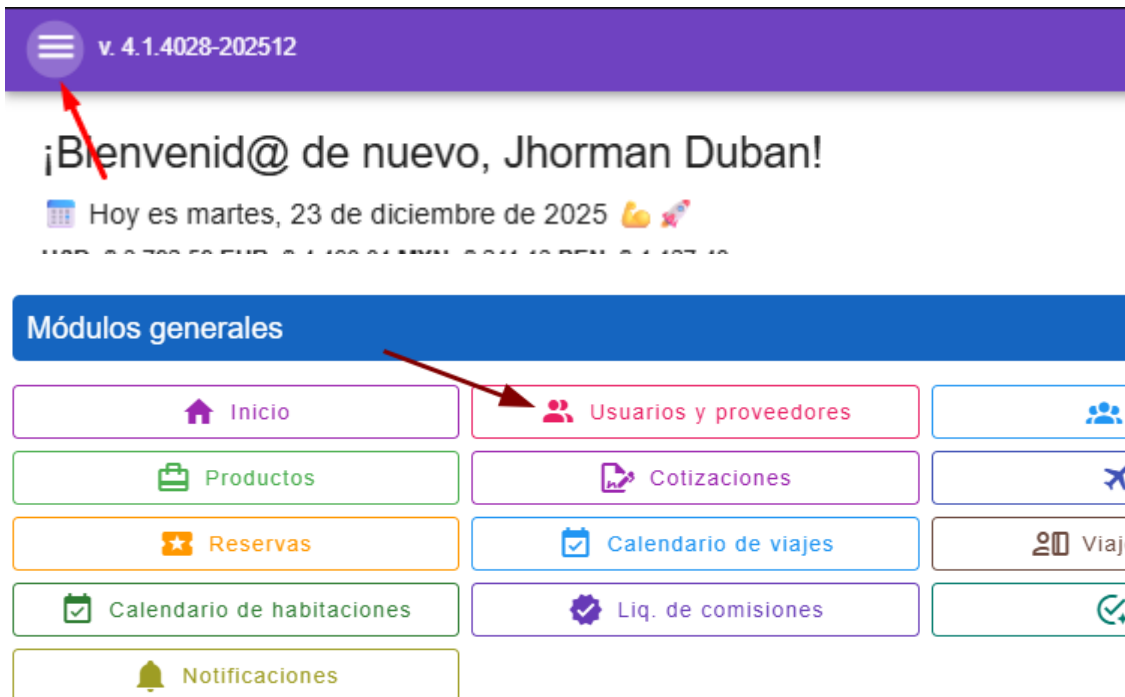 v. 4.1.4028-202512
¡Bienvenid@ de nuevo, Jhorman Duban!
Hoy es martes, 23 de diciembre de 2025
Módulos generales
Inicio
Usuarios y proveedores
Productos
Cotizaciones
Reservas
Calendario de viajes
Calendario de habitaciones
Liq. de comisiones
Notificaciones